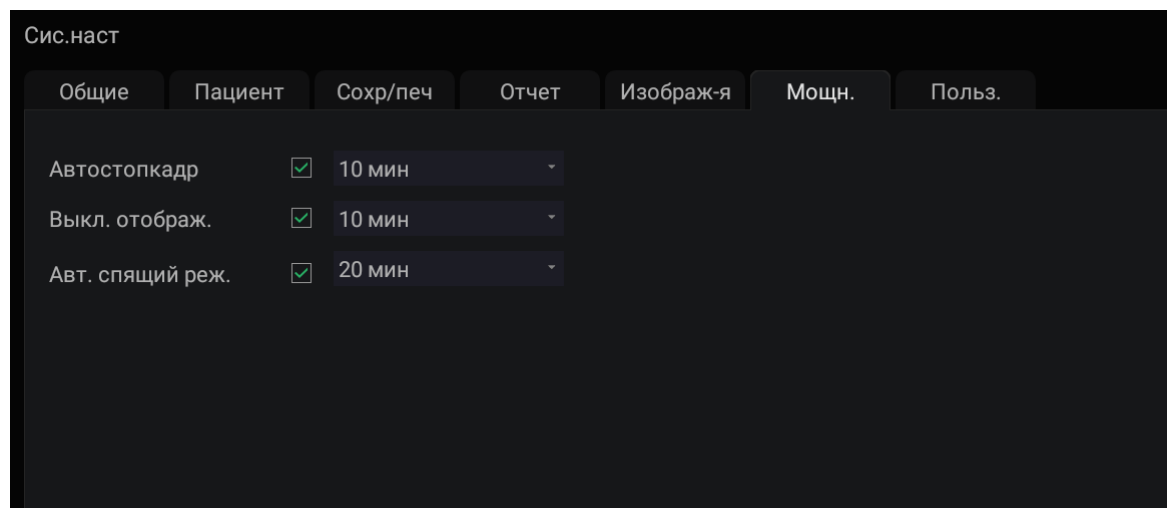 Сис.наст
Общие Пациент Сохр/печ Отчет Изображ-я Мощн. Польз.
Автостопкадр 10 мин
Выкл. отображ. 10 мин
Авт. спящий реж. 20 мин